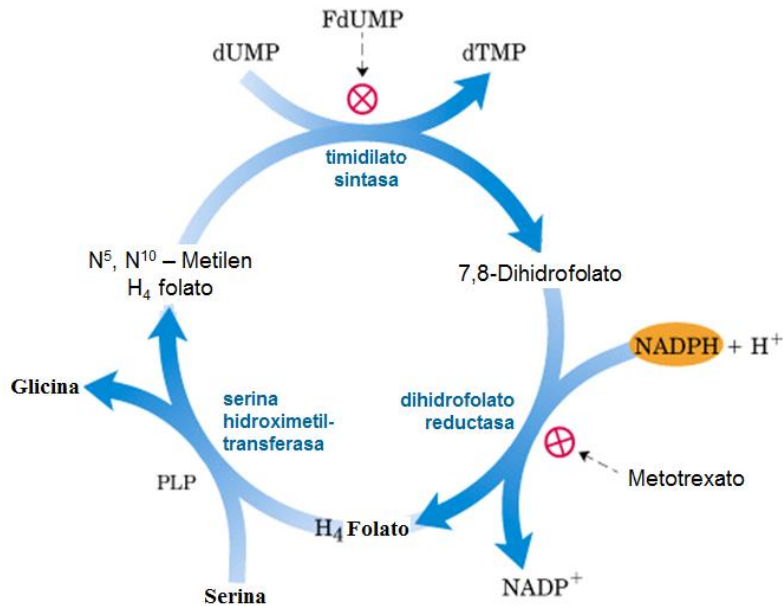 FdUMP
dUMP
dTMP
timidilato
sintasa
N⁵, N¹⁰ – Metilen
H₄ folato
7,8-Dihidrofolato
NADPH + H⁺
Glicina
serina
hidroximetil-
transferasa
dihidrofolato
reductasa
Metotrexato
PLP
H₄ Folato
Serina
NADP⁺